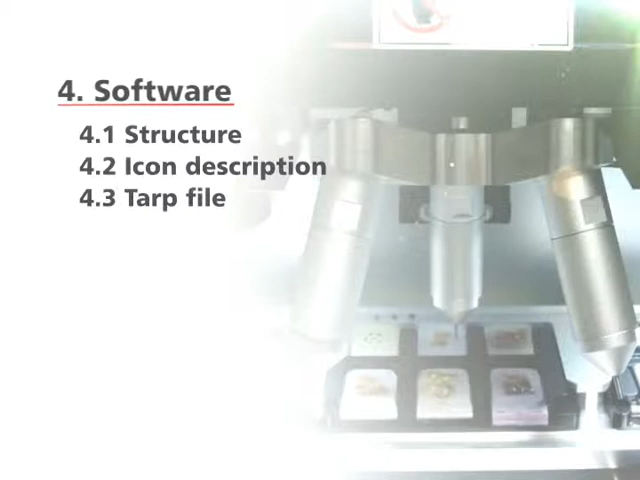 4. Software
4.1 Structure
4.2 Icon description
4.3 Tarp file